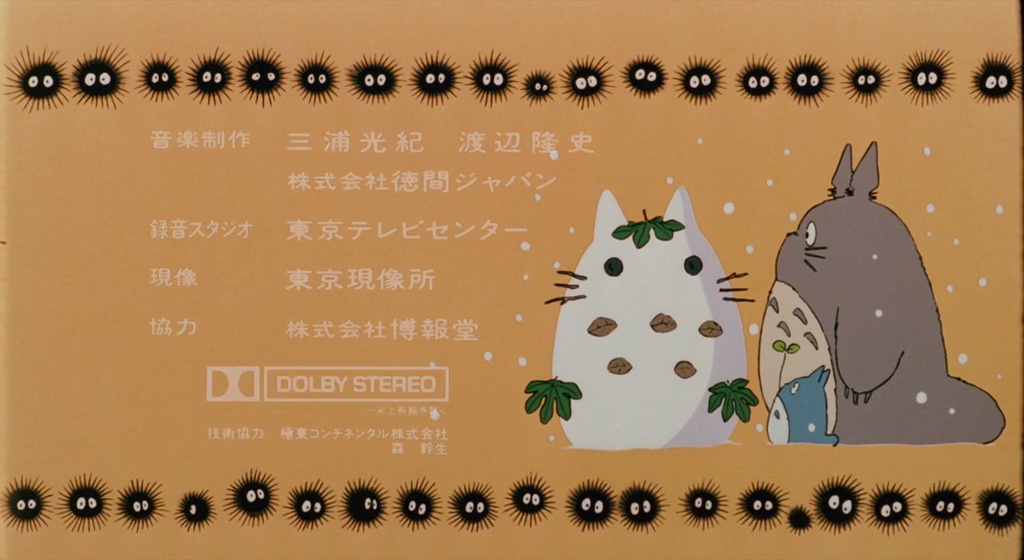 音楽制作 三浦光紀 渡辺隆史
株式会社徳間ジャパン
録音スタジオ 東京テレビセンター
現像 東京現像所
協力 株式会社博報堂
DOLBY STEREO
技術協力 極東コンチネンタル株式会社
森 幹生